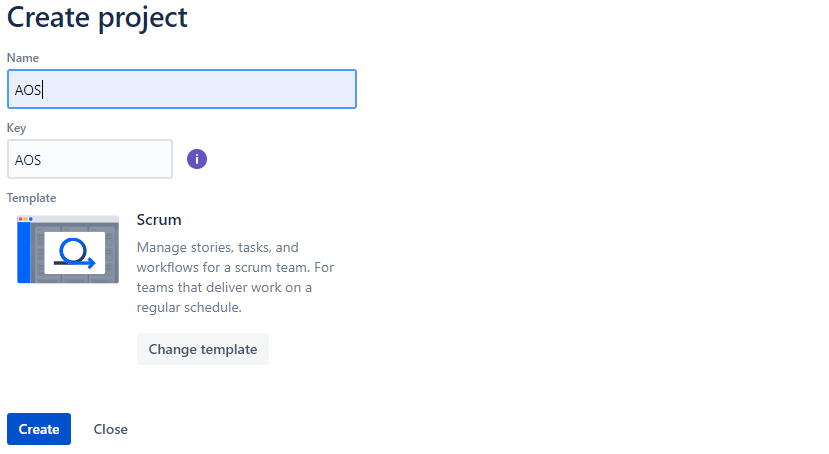 Create project
Name
AOS
Key
AOS
i
Template
Scrum
Manage stories, tasks, and
workflows for a scrum team. For
teams that deliver work on a
regular schedule.
Change template
Create Close